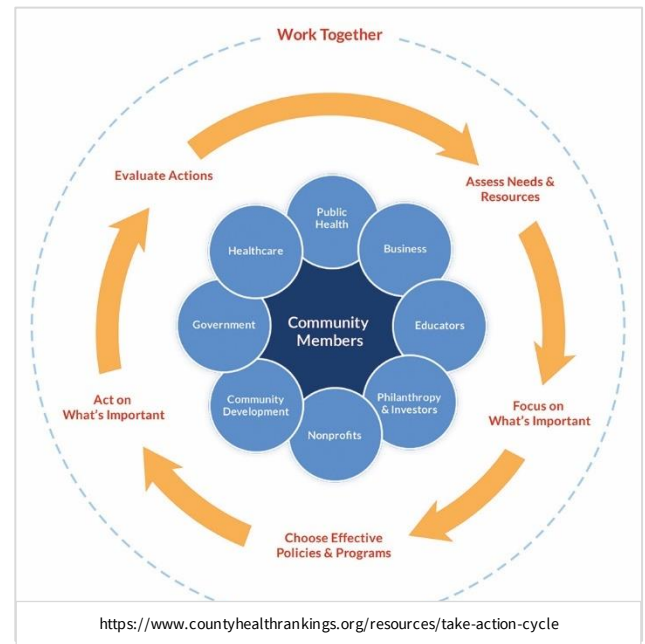 Work Together
Evaluate Actions
Assess Needs &
Resources
Public
Health
Healthcare
Business
Government
Community
Members
Educators
Community
Development
Philanthropy
& Investors
Nonprofits
Act on
What's Important
Focus on
What's Important
Choose Effective
Policies & Programs
https://www.countyhealthrankings.org/resources/take-action-cycle